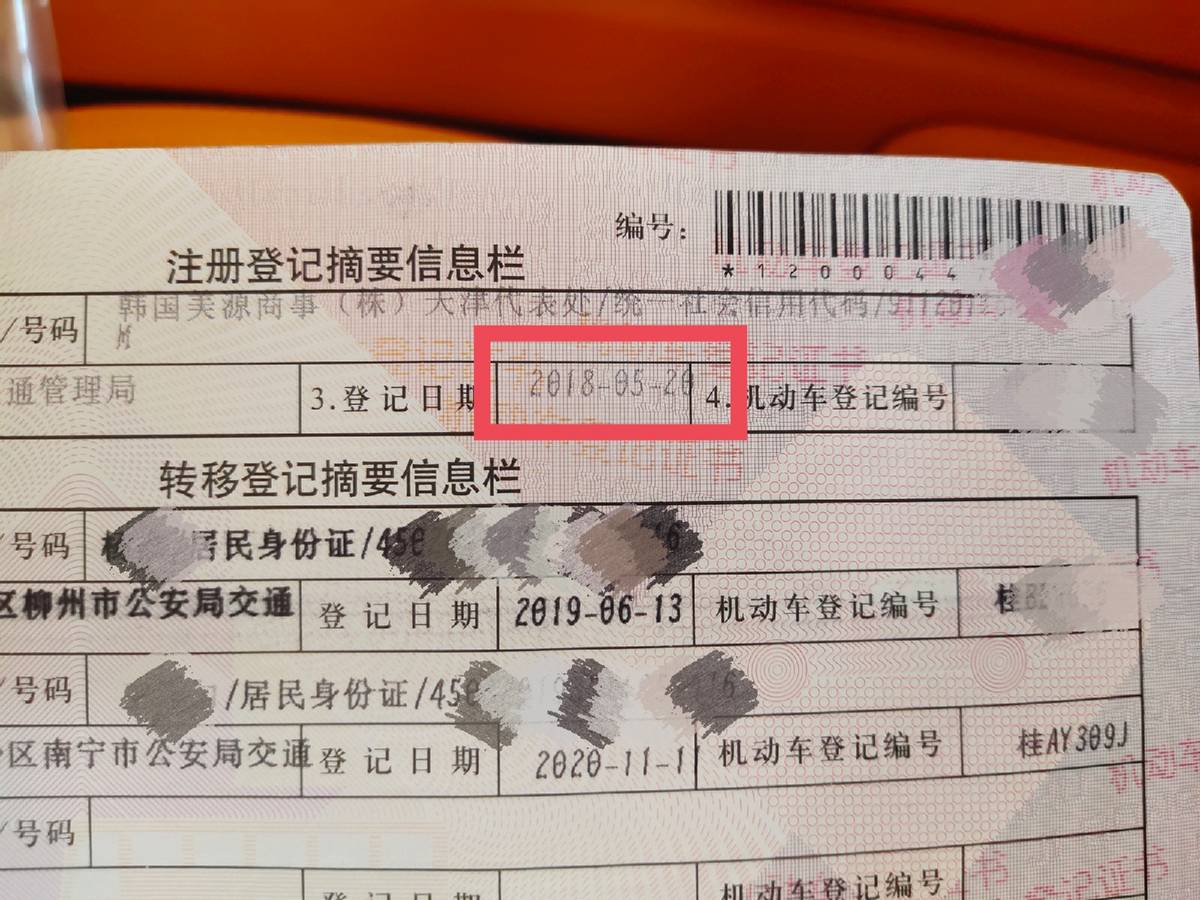 编号：
*1200044
注册登记摘要信息栏
/号码 韩国美源商事（株）天津代表处/统一社会信用代码/9112
通管理局 3.登记日期 2018-05-20 4.机动车登记编号
转移登记摘要信息栏
/号码 居民身份证/450 6
区柳州市公安局交通 登记日期 2019-06-13 机动车登记编号 桂B
/号码 /居民身份证/450 6
区南宁市公安局交通 登记日期 2020-11-1 机动车登记编号 桂AY309J
/号码
登记日期 机动车登记编号